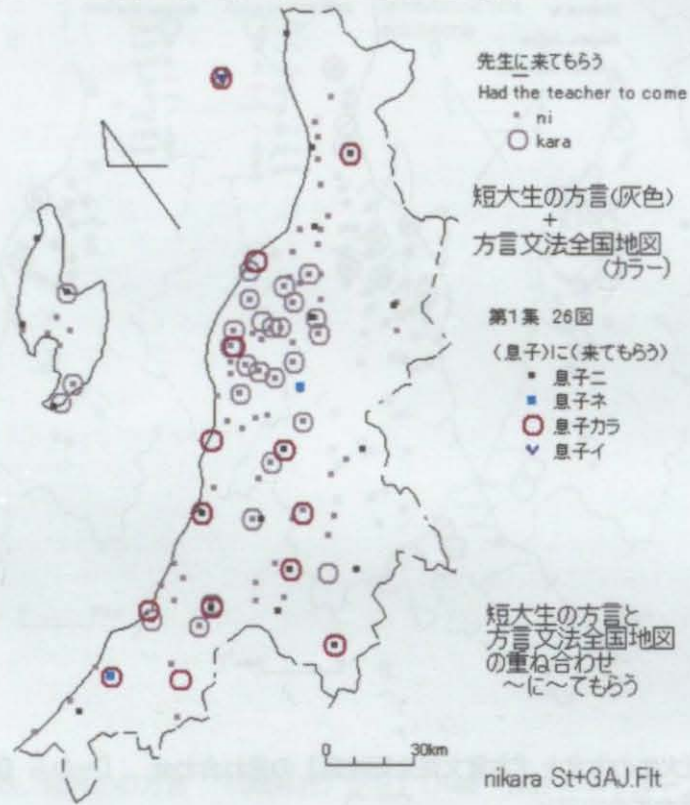 先生に来てもらう
Had the teacher to come
ni
kara
短大生の方言(灰色)
+
方言文法全国地図
(カラー)
第1集 26図
(息子)に(来てもらう)
息子ニ
息子ネ
息子カラ
息子イ
短大生の方言と
方言文法全国地図
の重ね合わせ
～に～てもらう
0 30km
nikara St+GAJ.Flt